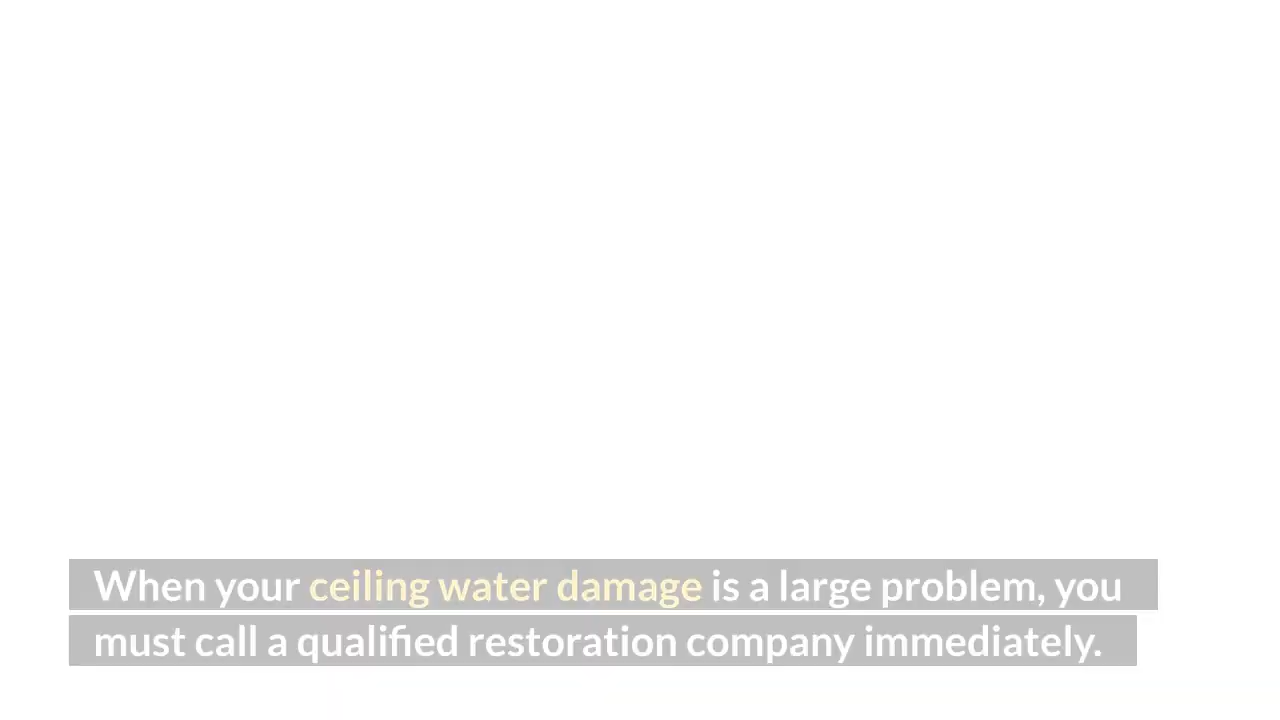 When your ceiling water damage is a large problem, you
must call a qualified restoration company immediately.